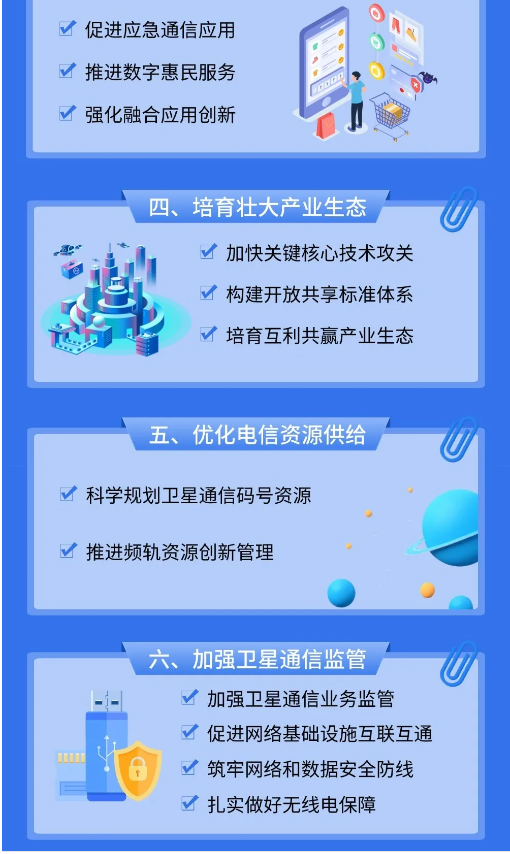 促进应急通信应用
推进数字惠民服务
强化融合应用创新
四、培育壮大产业生态
加快关键核心技术攻关
构建开放共享标准体系
培育互利共赢产业生态
五、优化电信资源供给
科学规划卫星通信码号资源
推进频轨资源创新管理
六、加强卫星通信监管
加强卫星通信业务监管
促进网络基础设施互联互通
筑牢网络和数据安全防线
扎实做好无线电保障